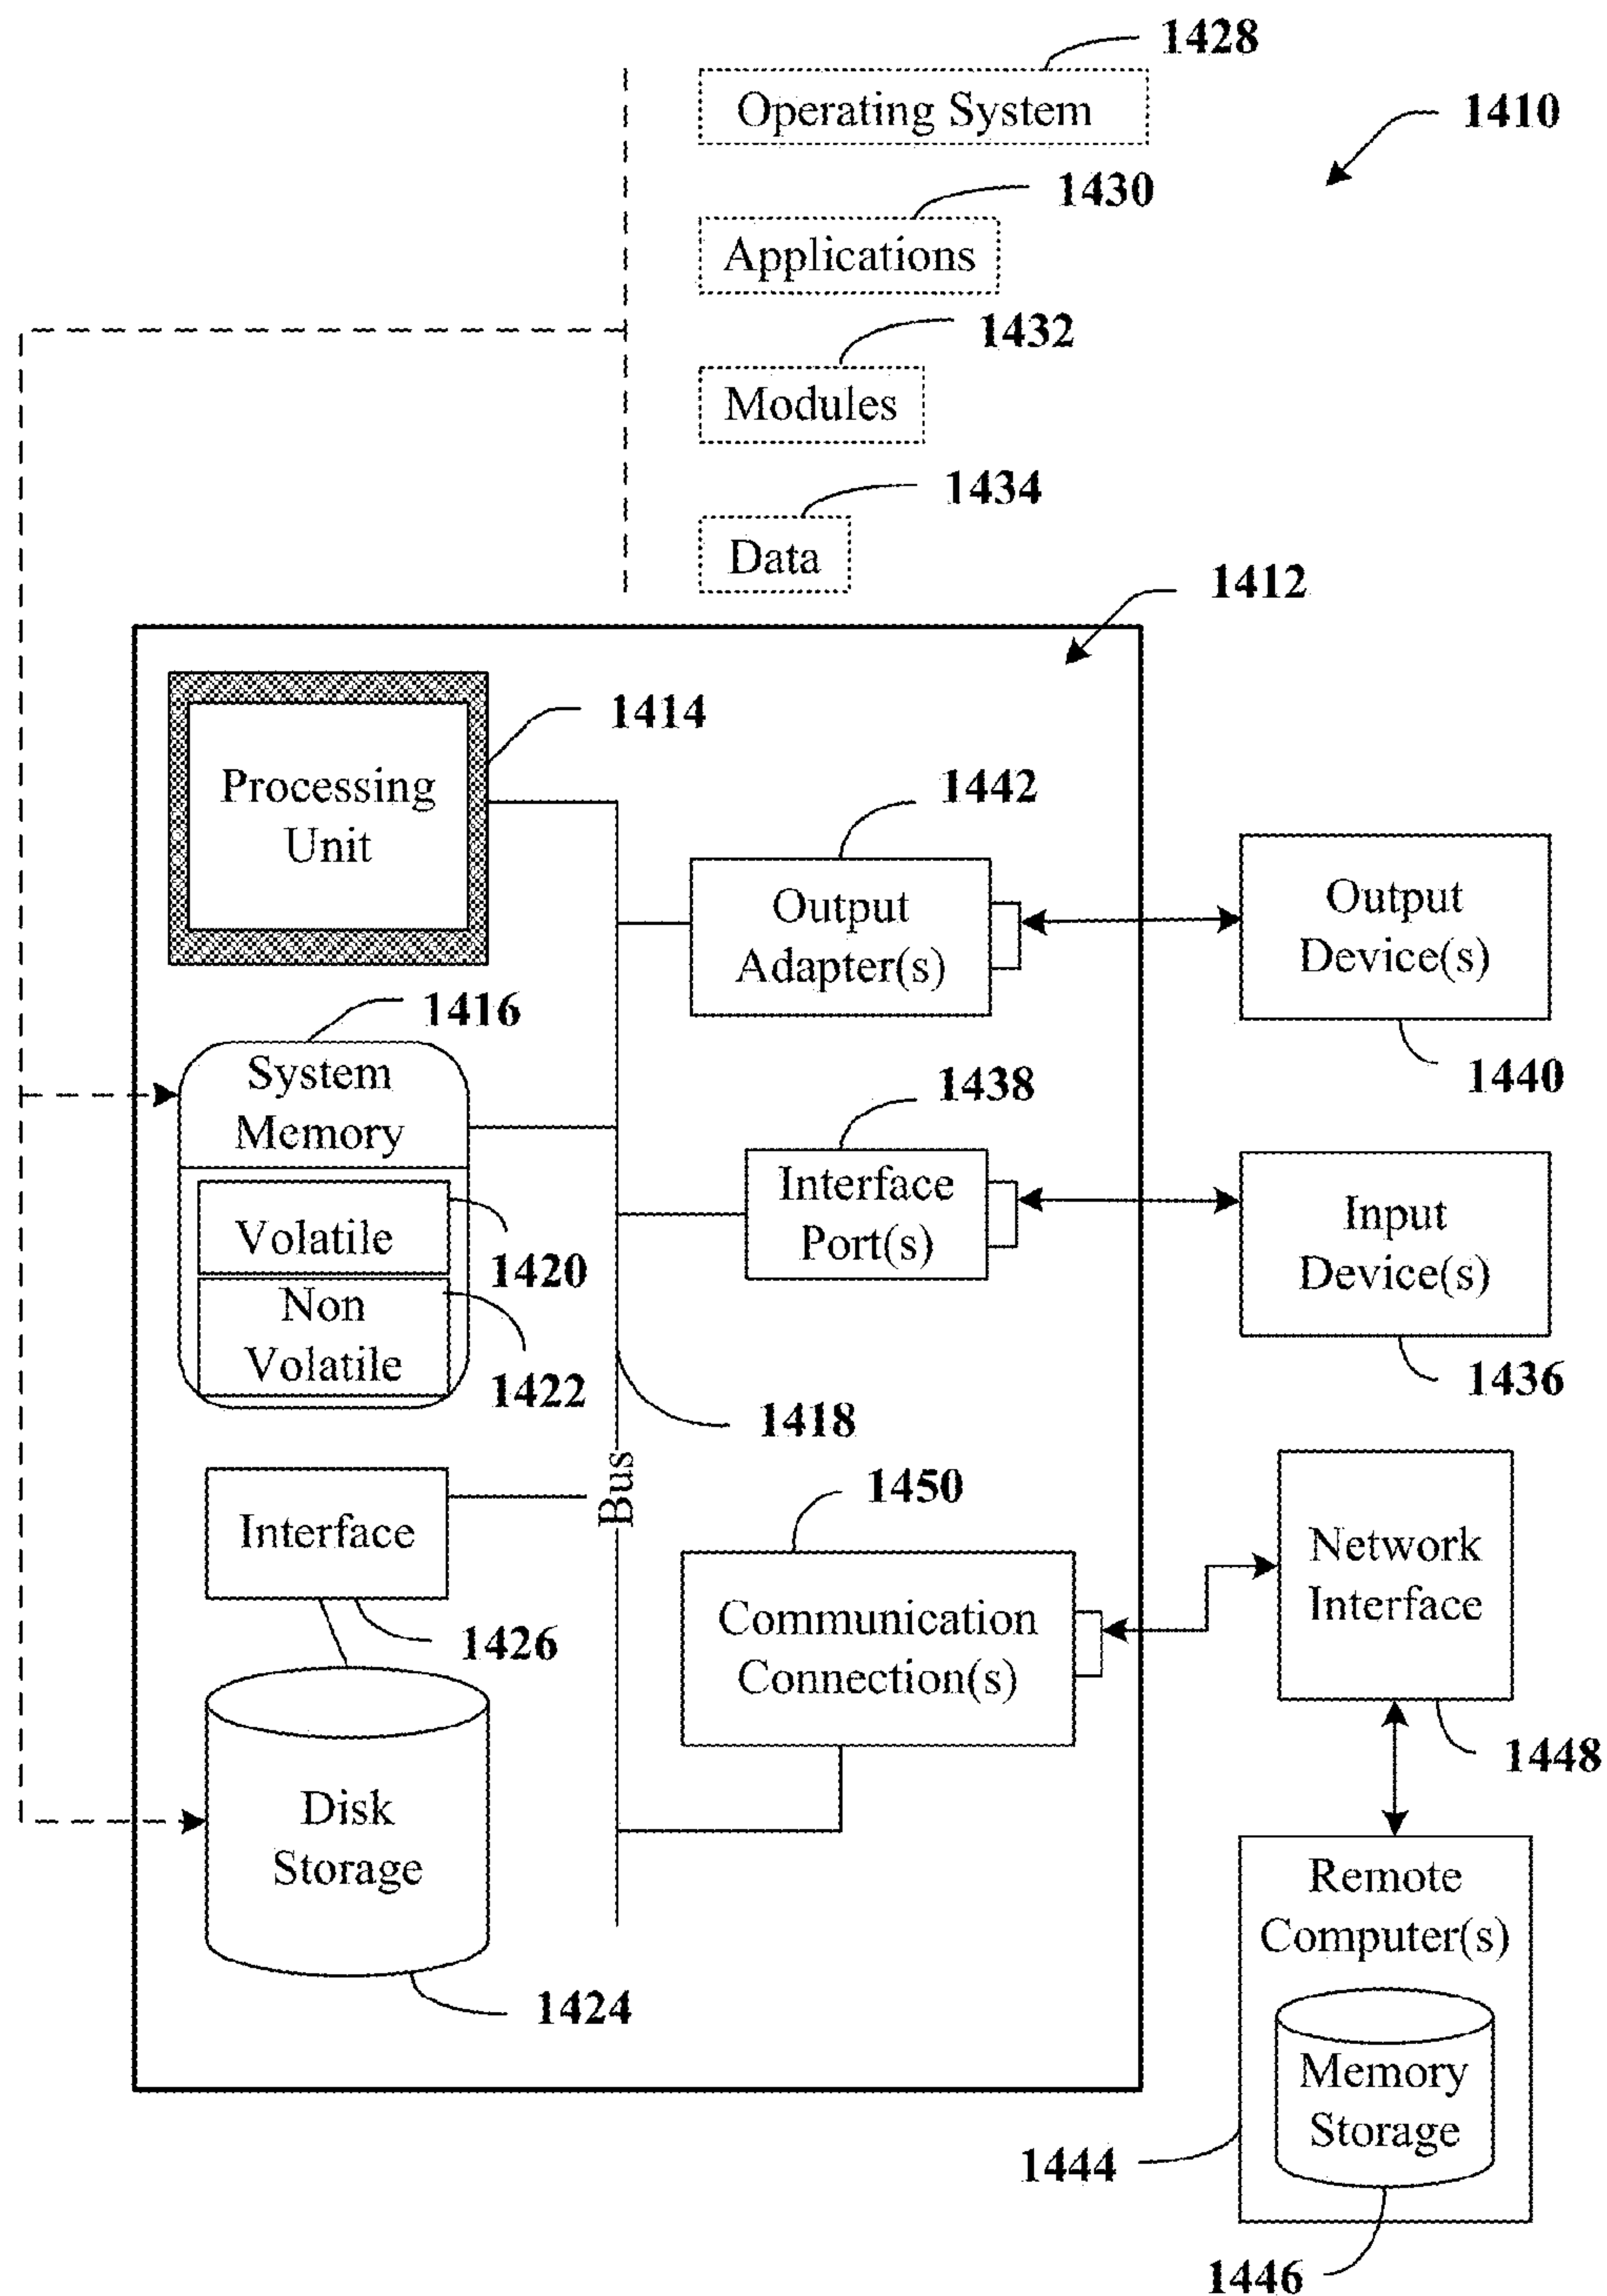 1428
Operating System
1410
1430
Applications
1432
Modules
1434
Data
1412
1414
Processing
Unit
1442
Output
Adapter(s)
Output
Device(s)
1440
1416
System
Memory
1438
Interface
Port(s)
Input
Device(s)
1436
Volatile
1420
Non
Volatile
1422
1418
Bus
Interface
1426
1450
Communication
Connection(s)
Network
Interface
1448
Disk
Storage
1424
Remote
Computer(s)
Memory
Storage
1444
1446